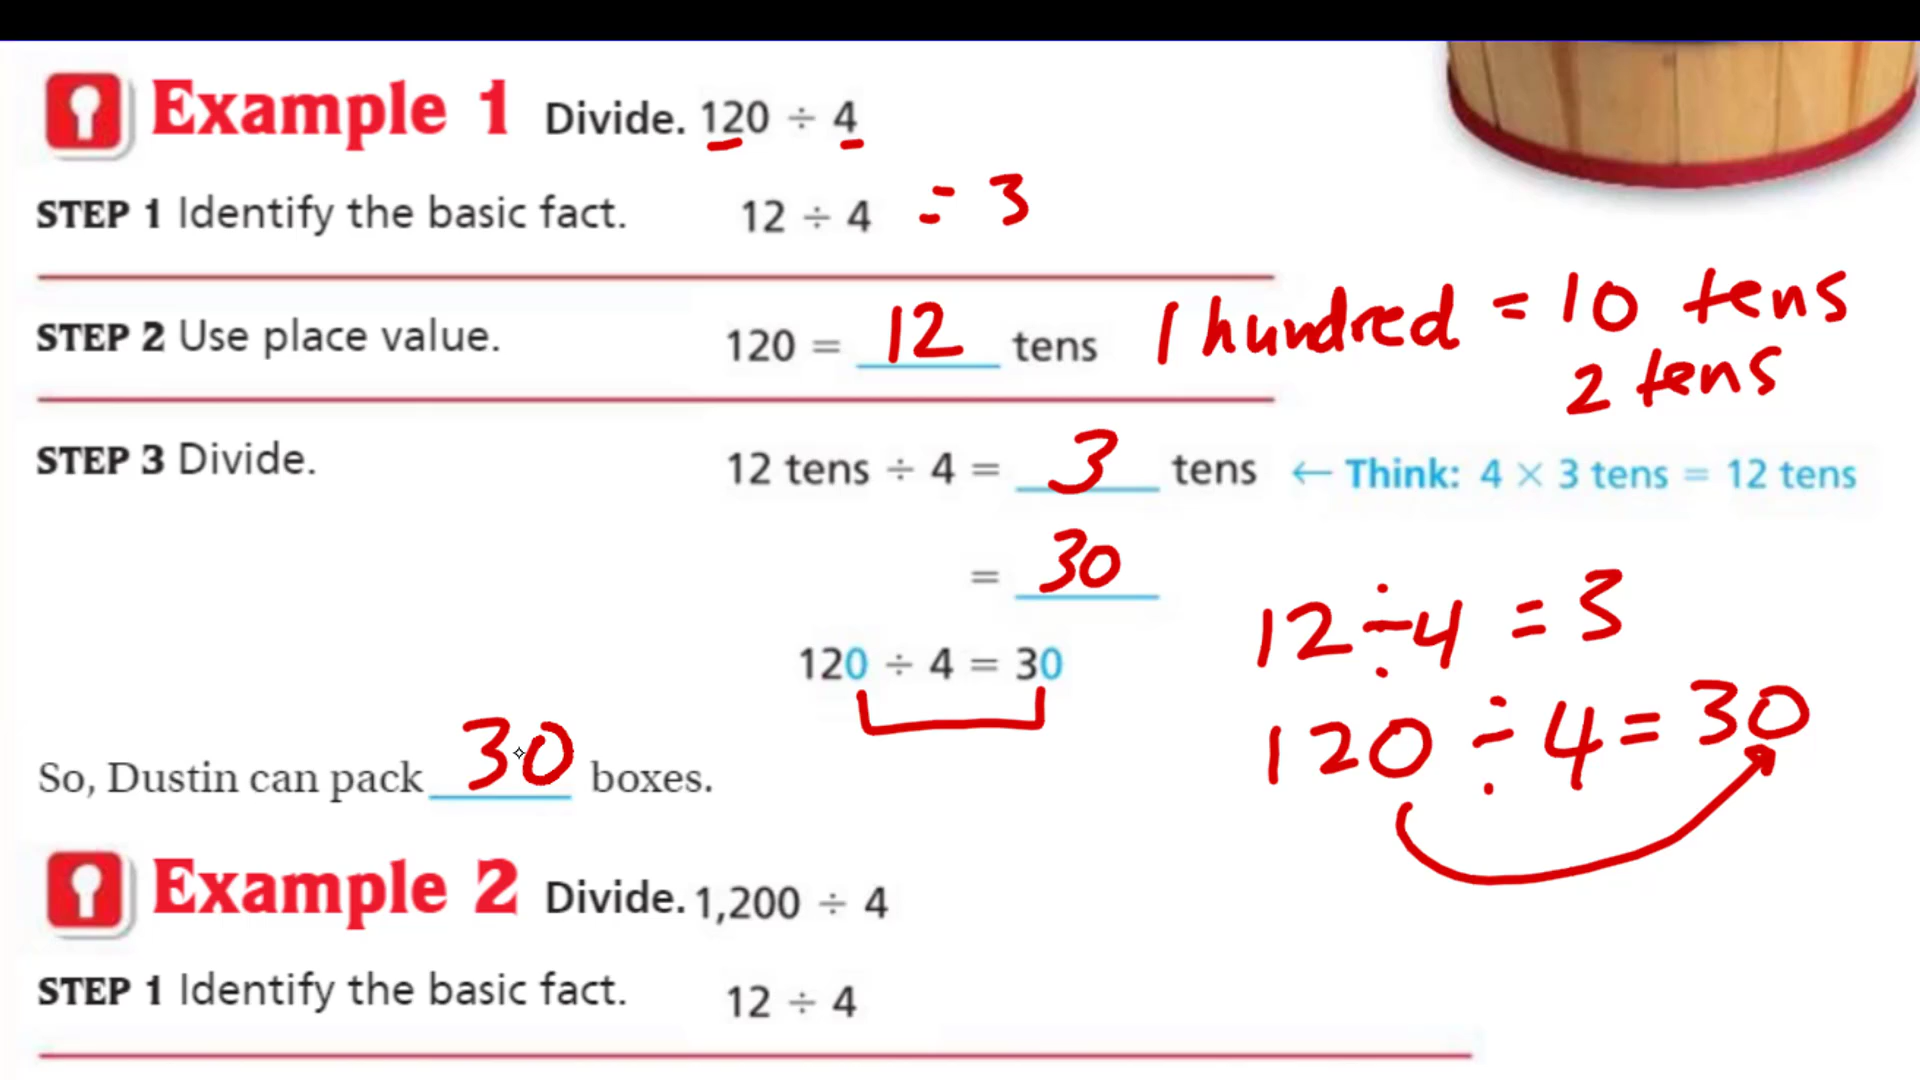 Example 1 Divide. 120 ÷ 4
STEP 1 Identify the basic fact. 12 ÷ 4 = 3
STEP 2 Use place value. 120 = 12 tens 1 hundred = 10 tens
2 tens
STEP 3 Divide. 12 tens ÷ 4 = 3 tens ← Think: 4 × 3 tens = 12 tens
= 30
12 ÷ 4 = 3
120 ÷ 4 = 30
120 ÷ 4 = 30
So, Dustin can pack 30 boxes.
Example 2 Divide. 1,200 ÷ 4
STEP 1 Identify the basic fact. 12 ÷ 4